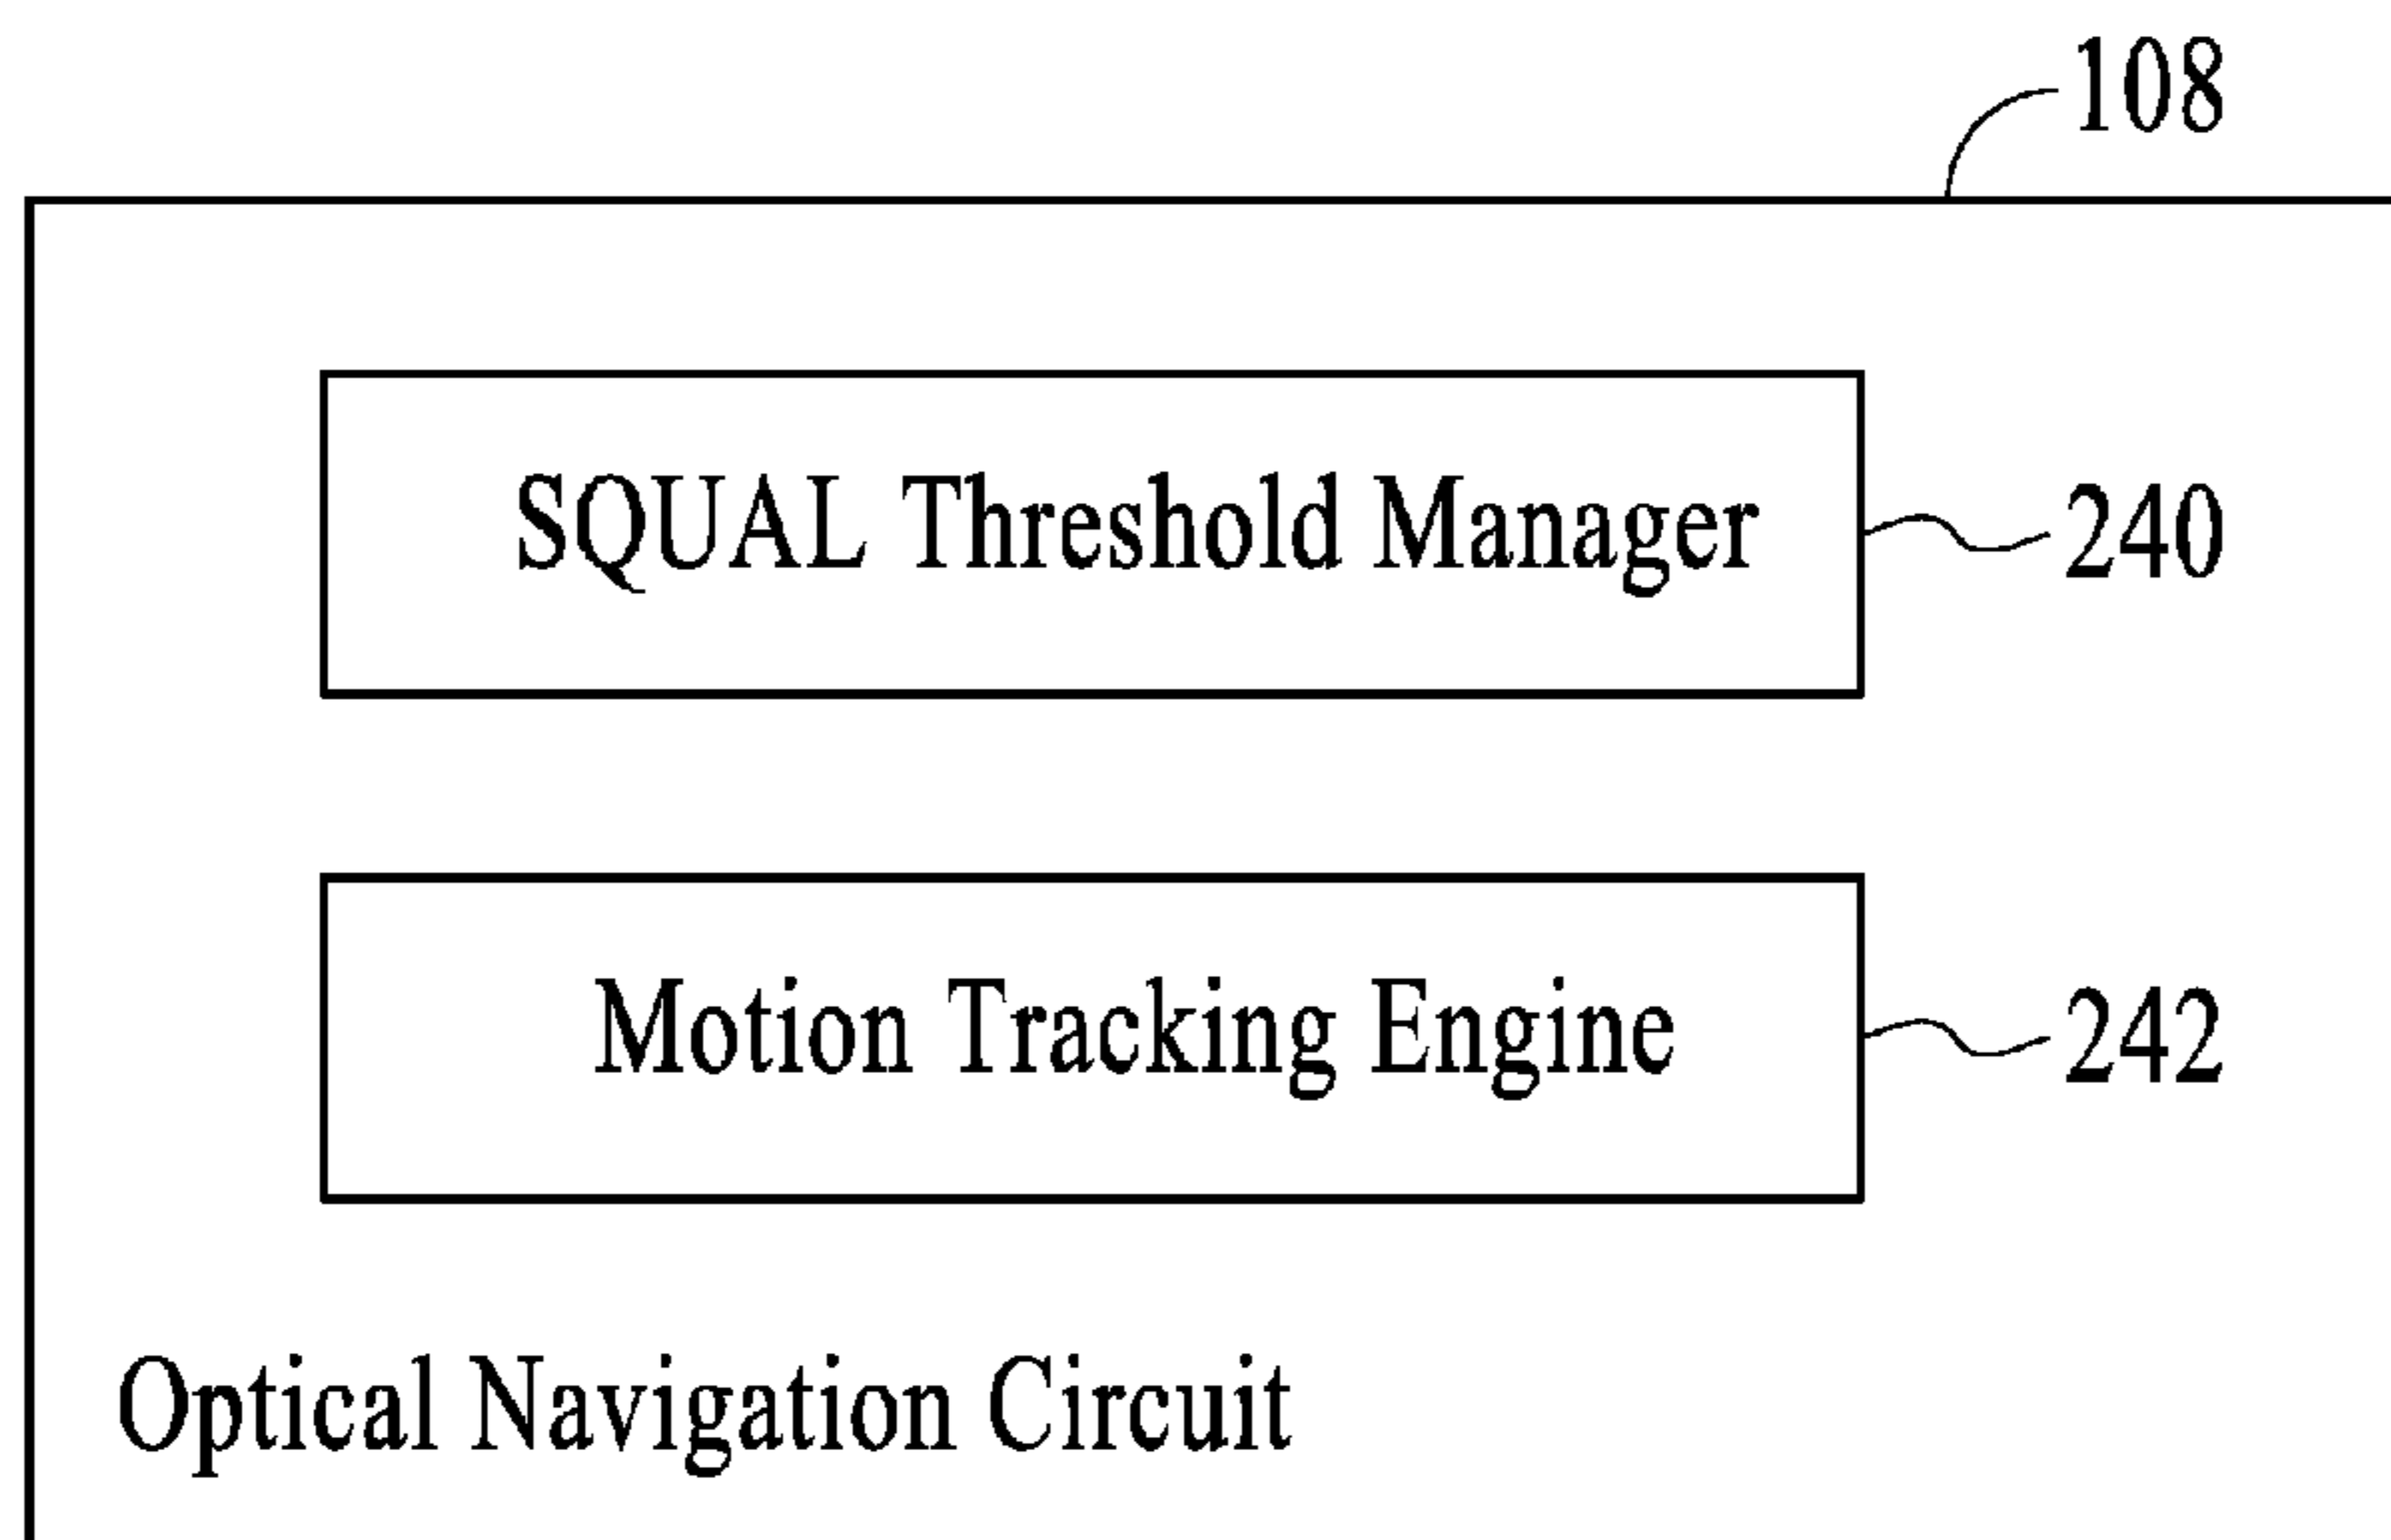 108
SQUAL Threshold Manager
240
Motion Tracking Engine
242
Optical Navigation Circuit